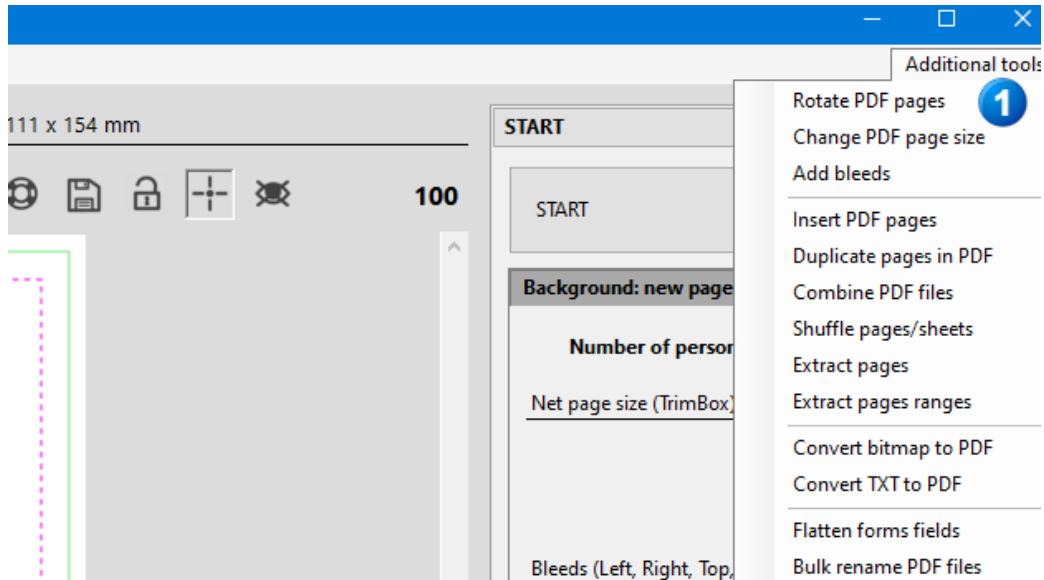 Additional tools
Rotate PDF pages 1
Change PDF page size
Add bleeds
Insert PDF pages
Duplicate pages in PDF
Combine PDF files
Shuffle pages/sheets
Extract pages
Extract pages ranges
Convert bitmap to PDF
Convert TXT to PDF
Flatten forms fields
Bulk rename PDF files
111 x 154 mm
100
START
START
Background: new page
Number of person
Net page size (TrimBox)
Bleeds (Left, Right, Top,